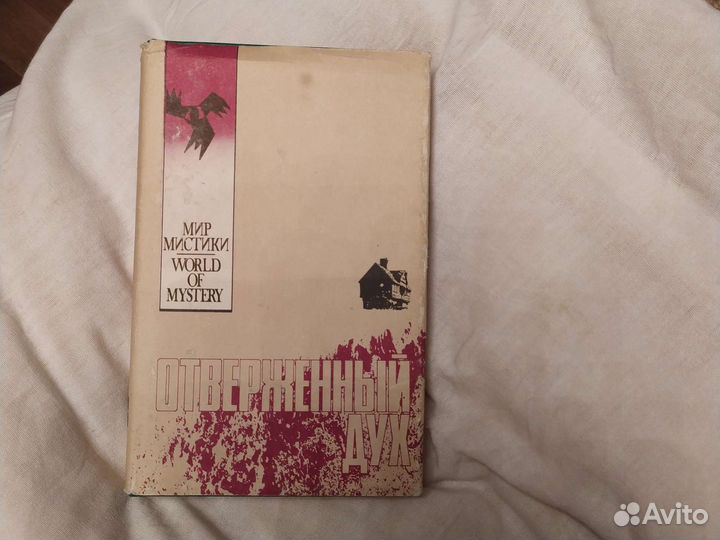 МИР
МИСТИКИ
WORLD
OF
MYSTERY
ОТВЕРЖЕННЫЙ
ДУХ
Avito